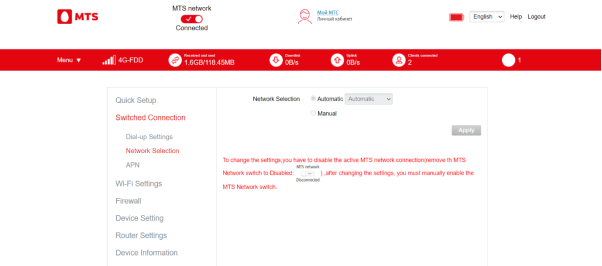 MTS
MTS network
Connected
Мой МТС
Личный кабинет
English
Help
Logout
Menu
4G-FDD
Received and sent
1.6GB/118.45MB
Downlink
0B/s
Uplink
0B/s
Clients connected
2
1
Quick Setup
Switched Connection
Dial-up Settings
Network Selection
APN
Wi-Fi Settings
Firewall
Device Setting
Router Settings
Device Information
Network Selection
Automatic
Automatic
Manual
Apply
To change the settings,you have to disable the active MTS network connection(remove th MTS
Network switch to Disabled: MTS network Disconnected ) ,after changing the settings, you must manually enable the
MTS Network switch.